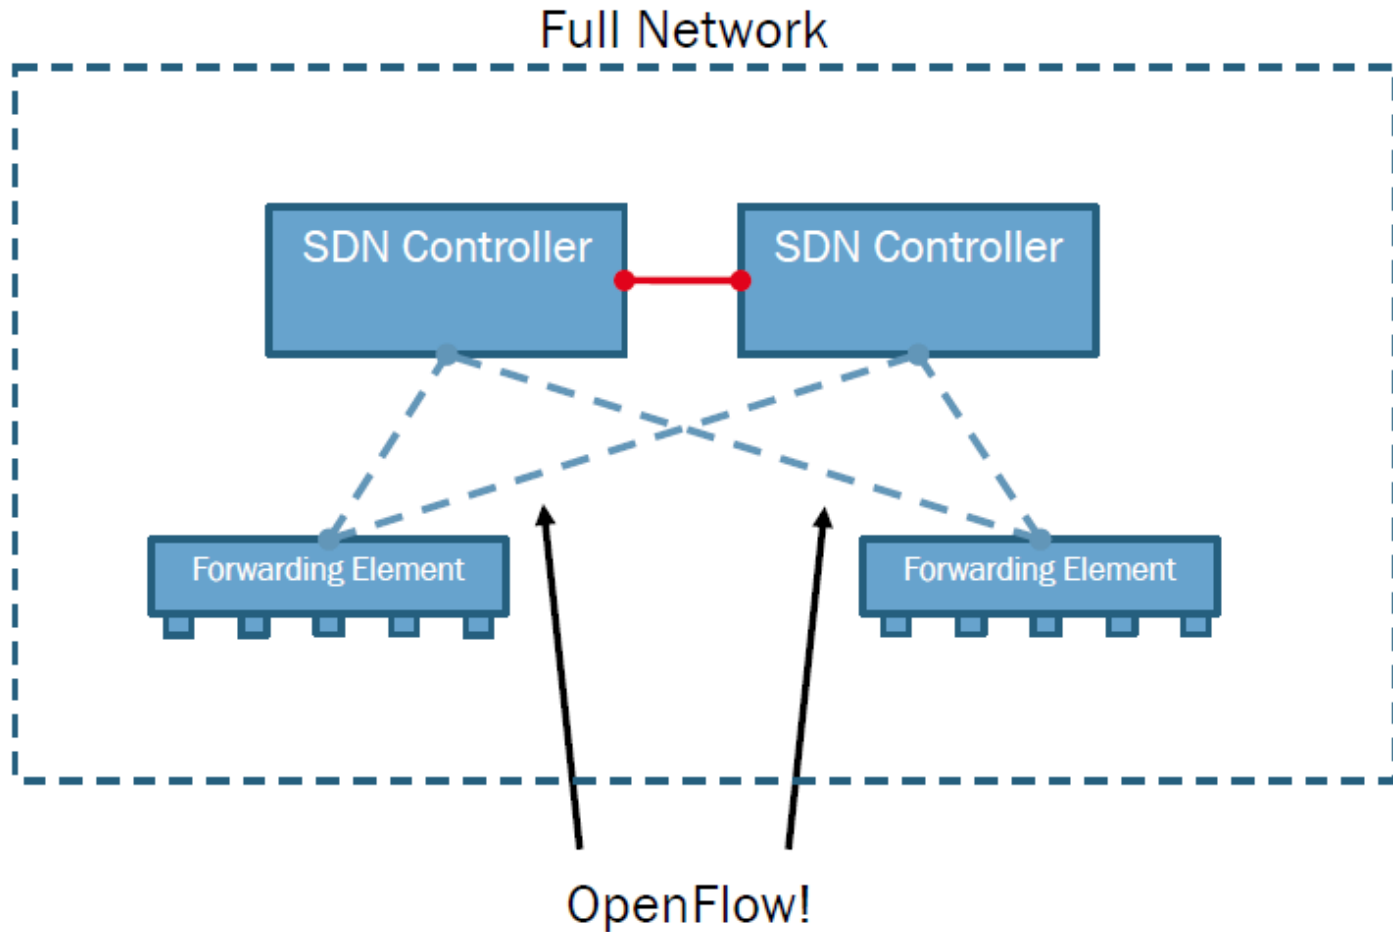 Full Network
SDN Controller
SDN Controller
Forwarding Element
Forwarding Element
OpenFlow!